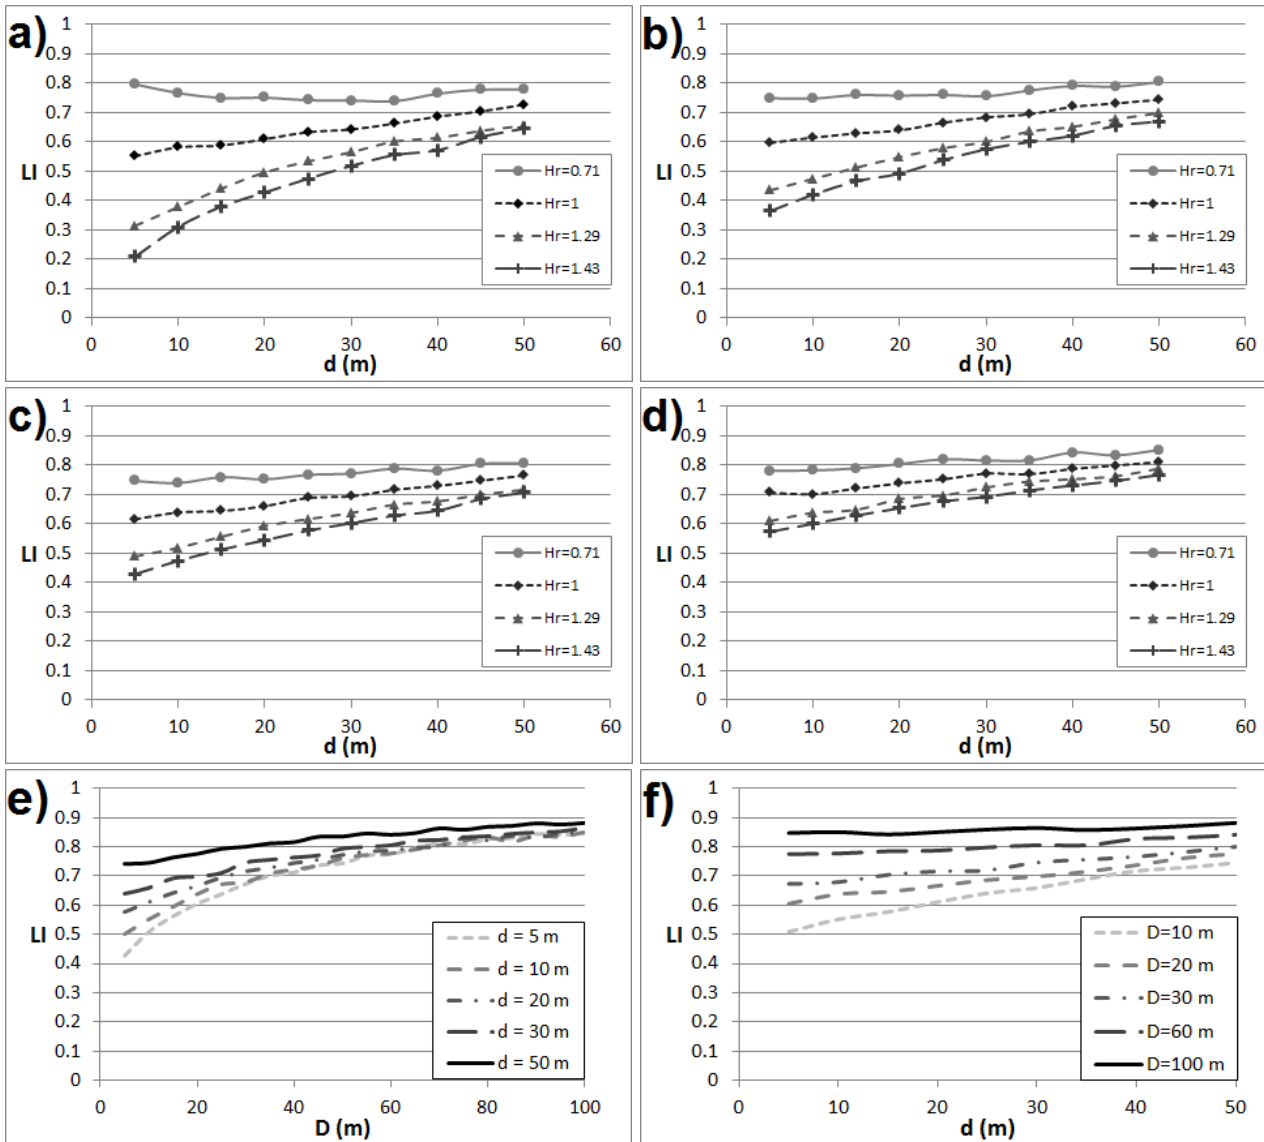 a)
1
0.9
0.8
0.7
0.6
0.5
0.4
0.3
0.2
0.1
0
LI
0 10 20 30 40 50 60
d (m)
Hr=0.71
Hr=1
Hr=1.29
Hr=1.43
b)
1
0.9
0.8
0.7
0.6
0.5
0.4
0.3
0.2
0.1
0
LI
0 10 20 30 40 50 60
d (m)
Hr=0.71
Hr=1
Hr=1.29
Hr=1.43
c)
1
0.9
0.8
0.7
0.6
0.5
0.4
0.3
0.2
0.1
0
LI
0 10 20 30 40 50 60
d (m)
Hr=0.71
Hr=1
Hr=1.29
Hr=1.43
d)
1
0.9
0.8
0.7
0.6
0.5
0.4
0.3
0.2
0.1
0
LI
0 10 20 30 40 50 60
d (m)
Hr=0.71
Hr=1
Hr=1.29
Hr=1.43
e)
1
0.9
0.8
0.7
0.6
0.5
0.4
0.3
0.2
0.1
0
LI
0 20 40 60 80 100
D (m)
d = 5 m
d = 10 m
d = 20 m
d = 30 m
d = 50 m
f)
1
0.9
0.8
0.7
0.6
0.5
0.4
0.3
0.2
0.1
0
LI
0 10 20 30 40 50
d (m)
D=10 m
D=20 m
D=30 m
D=60 m
D=100 m